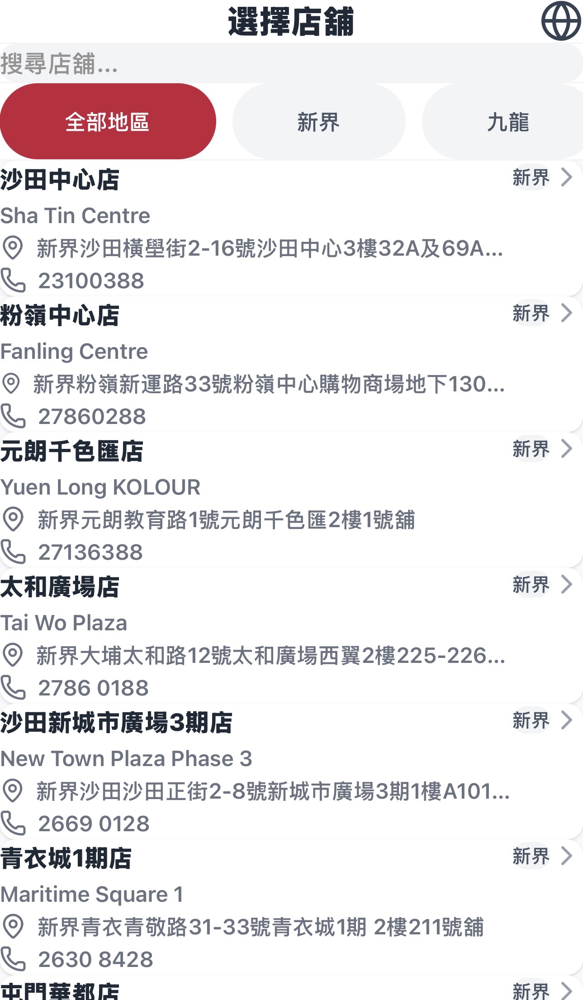 選擇店舖
搜尋店舖...
全部地區 新界 九龍
沙田中心店 新界
Sha Tin Centre
新界沙田橫壆街2-16號沙田中心3樓32A及69A...
23100388
粉嶺中心店 新界
Fanling Centre
新界粉嶺新運路33號粉嶺中心購物商場地下130...
27860288
元朗千色匯店 新界
Yuen Long KOLOUR
新界元朗教育路1號元朗千色匯2樓1號舖
27136388
太和廣場店 新界
Tai Wo Plaza
新界大埔太和路12號太和廣場西翼2樓225-226...
2786 0188
沙田新城市廣場3期店 新界
New Town Plaza Phase 3
新界沙田沙田正街2-8號新城市廣場3期1樓A101...
2669 0128
青衣城1期店 新界
Maritime Square 1
新界青衣青敬路31-33號青衣城1期 2樓211號舖
2630 8428
屯門華都店 新界